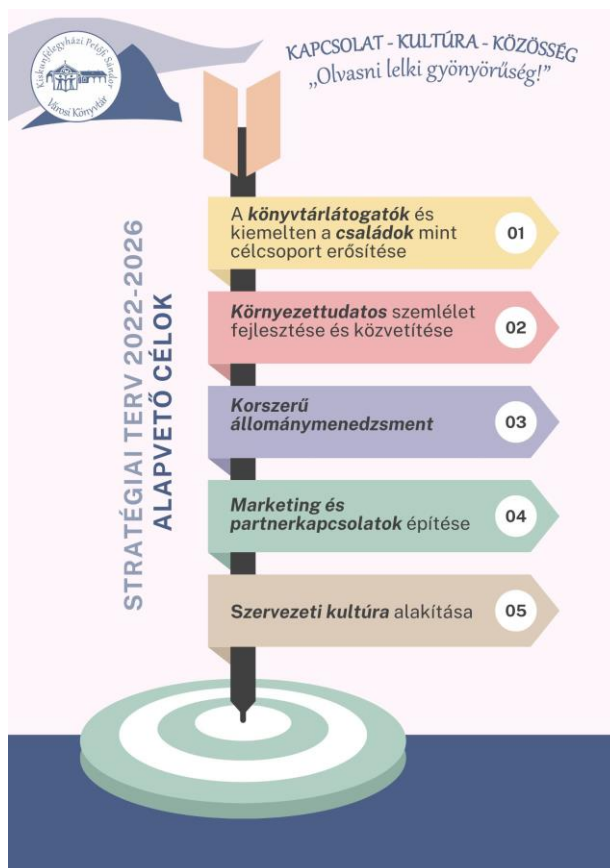 Kiskunfélegyházi Petőfi Sándor
Városi Könyvtár
KAPCSOLAT - KULTÚRA - KÖZÖSSÉG
„Olvasni lelki gyönyörűség!”
STRATÉGIAI TERV 2022-2026
ALAPVETŐ CÉLOK
A könyvtárlátogatók és
kiemelten a családok mint
célcsoport erősítése
01
Környezettudatos szemlélet
fejlesztése és közvetítése
02
Korszerű
állománymenedzsment
03
Marketing és
partnerkapcsolatok építése
04
Szervezeti kultúra alakítása
05